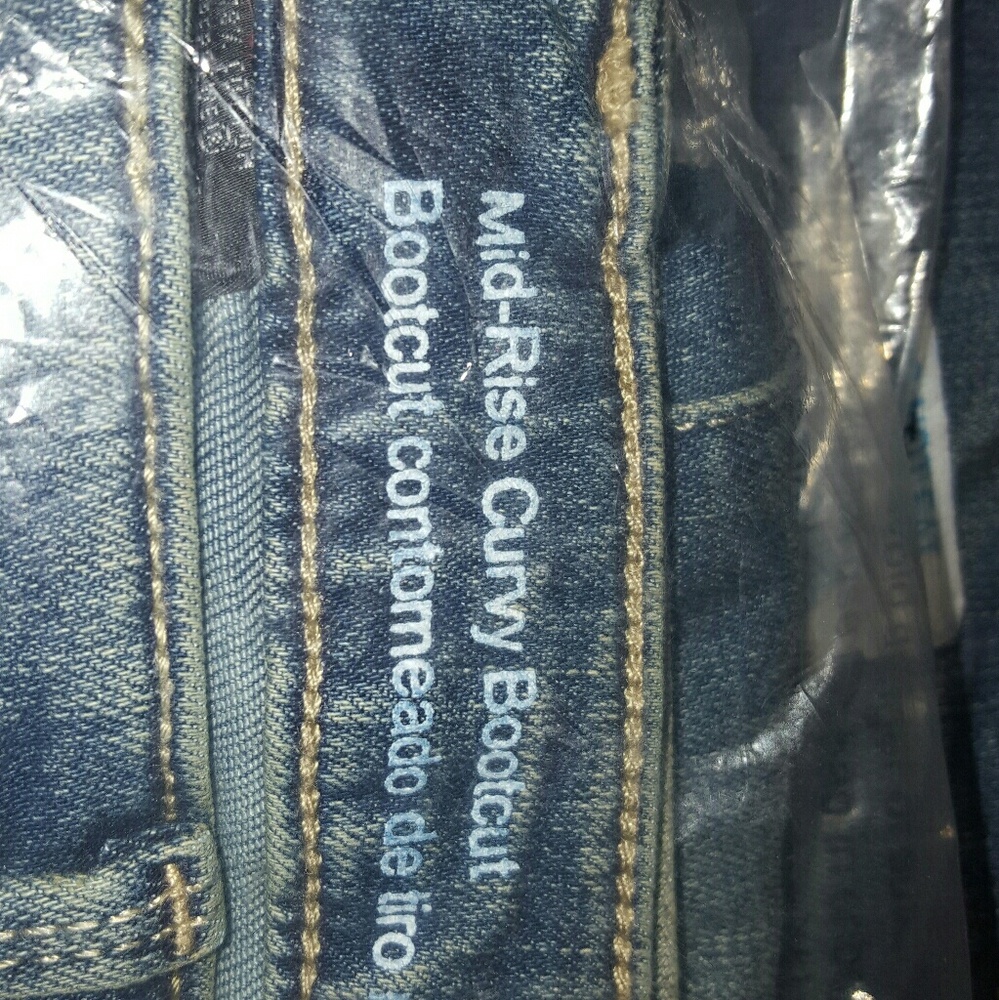 Mid-Rise Curvy Bootcut
Bootcut contorneado de tiro